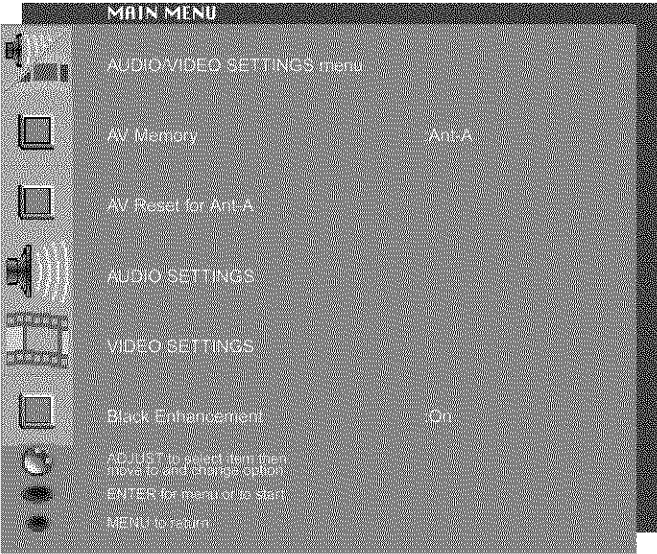 MAIN MENU
AUDIO/VIDEO SETTINGS menu.
AV Memory Ant-A
AV Reset for Ant-A
AUDIO SETTINGS
VIDEO SETTINGS
Black Enhancement On
ADJUST to select item then
move to and change option
ENTER for menu or to start
MENU to return